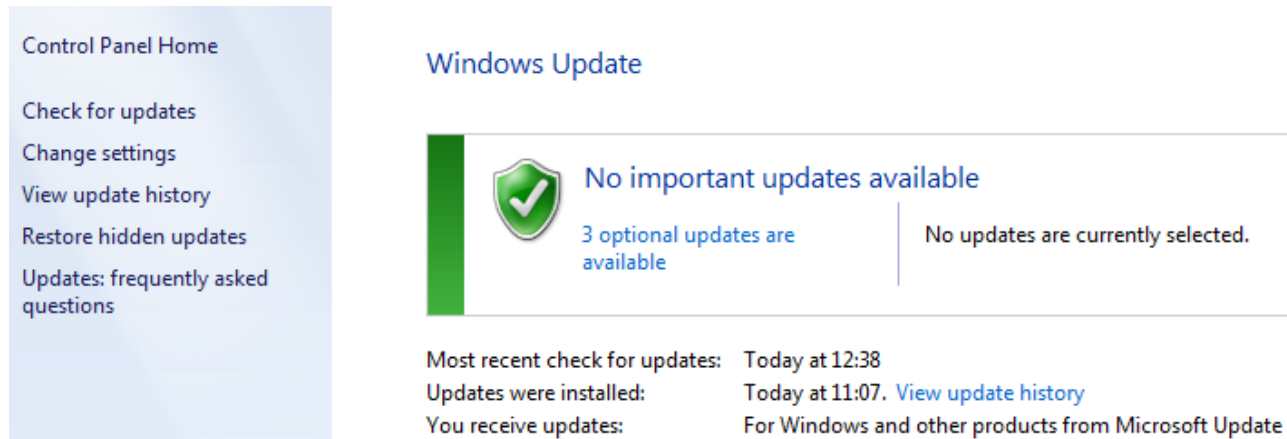 Control Panel Home
Check for updates
Change settings
View update history
Restore hidden updates
Updates: frequently asked
questions
Windows Update
No important updates available
3 optional updates are
available
No updates are currently selected.
Most recent check for updates: Today at 12:38
Updates were installed: Today at 11:07. View update history
You receive updates: For Windows and other products from Microsoft Update